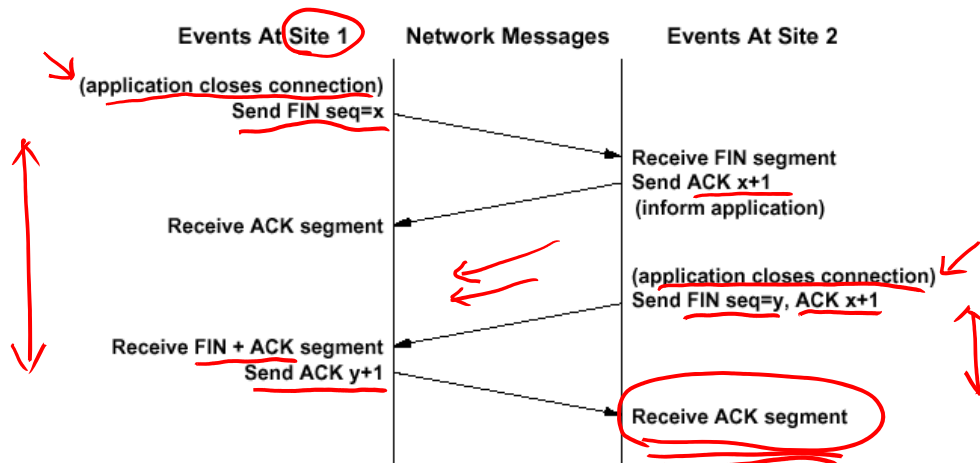 Events At Site 1
Network Messages
Events At Site 2
(application closes connection)
Send FIN seq=x
Receive FIN segment
Send ACK x+1
(inform application)
Receive ACK segment
(application closes connection)
Send FIN seq=y, ACK x+1
Receive FIN + ACK segment
Send ACK y+1
Receive ACK segment